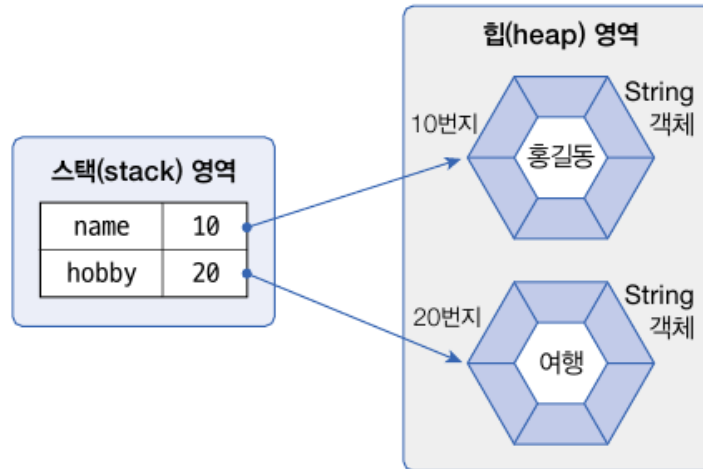 힙(heap) 영역
String
객체
10번지
홍길동
스택(stack) 영역
name 10
hobby 20
String
객체
20번지
여행